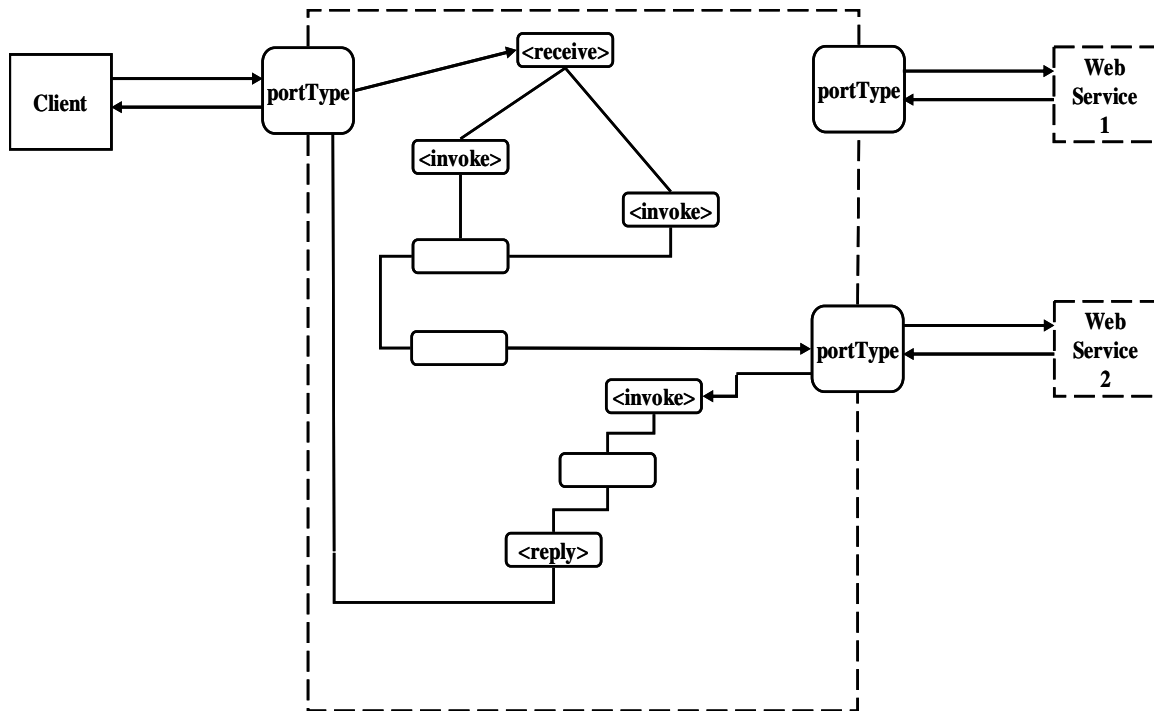 Client
portType
<receive>
portType
Web
Service
1
<invoke>
<invoke>
portType
Web
Service
2
<invoke>
<reply>